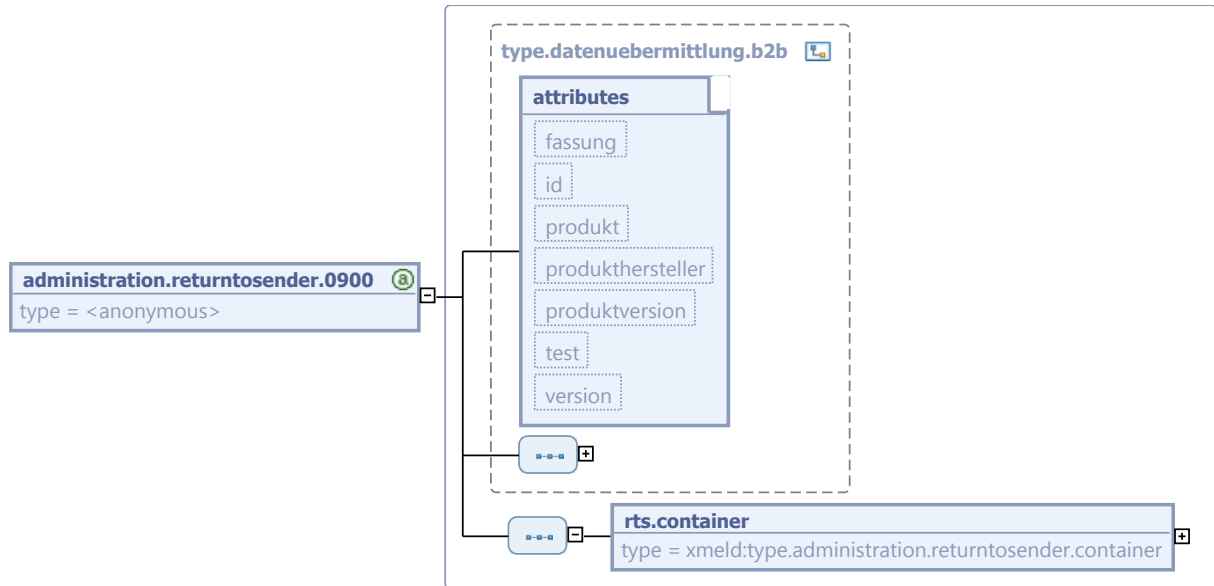 type.datenuebermittlung.b2b
attributes
fassung
id
produkt
produkthersteller
produktversion
test
version
administration.returntosender.0900 a
type = <anonymous>
rts.container
type = xmeld:type.administration.returntosender.container